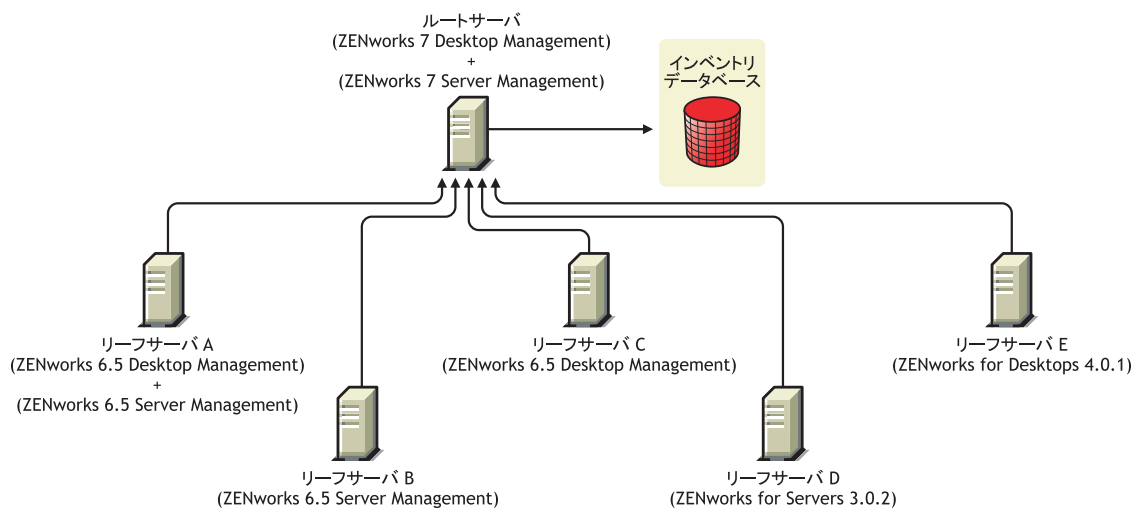 ルートサーバ
(ZENworks 7 Desktop Management)
+
(ZENworks 7 Server Management)
インベントリ
データベース
リーフサーバ A
(ZENworks 6.5 Desktop Management)
+
(ZENworks 6.5 Server Management)
リーフサーバ B
(ZENworks 6.5 Server Management)
リーフサーバ C
(ZENworks 6.5 Desktop Management)
リーフサーバ D
(ZENworks for Servers 3.0.2)
リーフサーバ E
(ZENworks for Desktops 4.0.1)